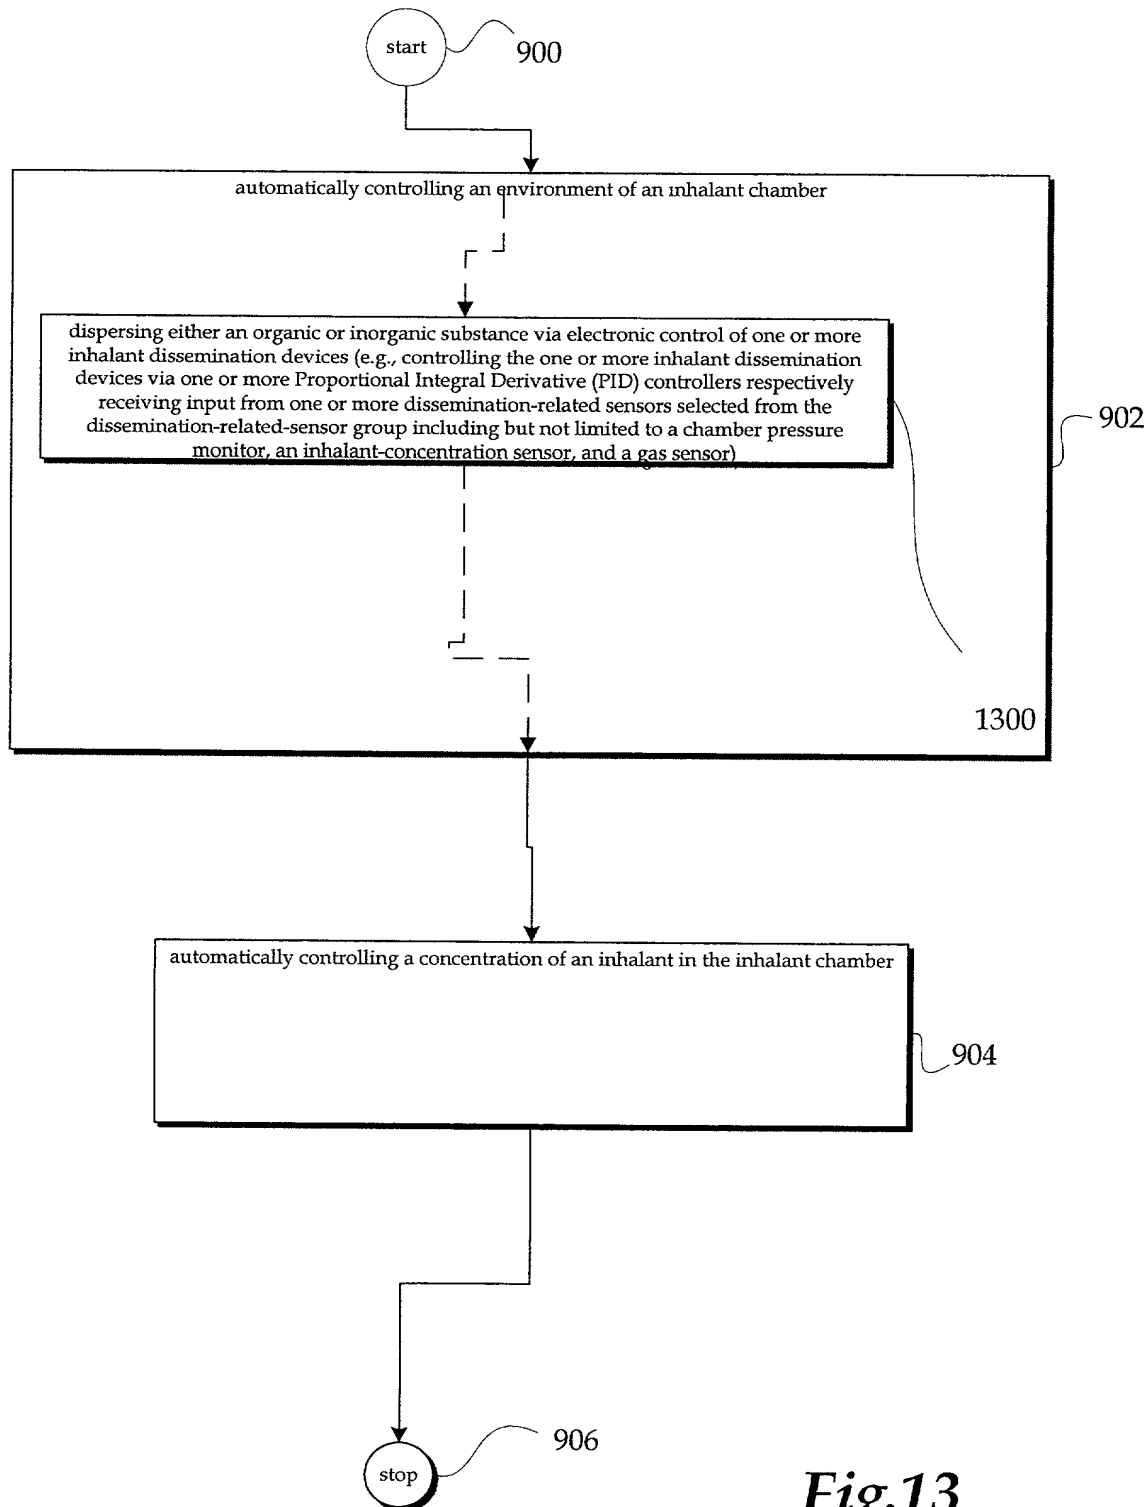 start
900
automatically controlling an environment of an inhalant chamber
dispersing either an organic or inorganic substance via electronic control of one or more
inhalant dissemination devices (e.g., controlling the one or more inhalant dissemination
devices via one or more Proportional Integral Derivative (PID) controllers respectively
receiving input from one or more dissemination-related sensors selected from the
dissemination-related-sensor group including but not limited to a chamber pressure
monitor, an inhalant-concentration sensor, and a gas sensor)
902
1300
automatically controlling a concentration of an inhalant in the inhalant chamber
904
906
stop
Fig.13